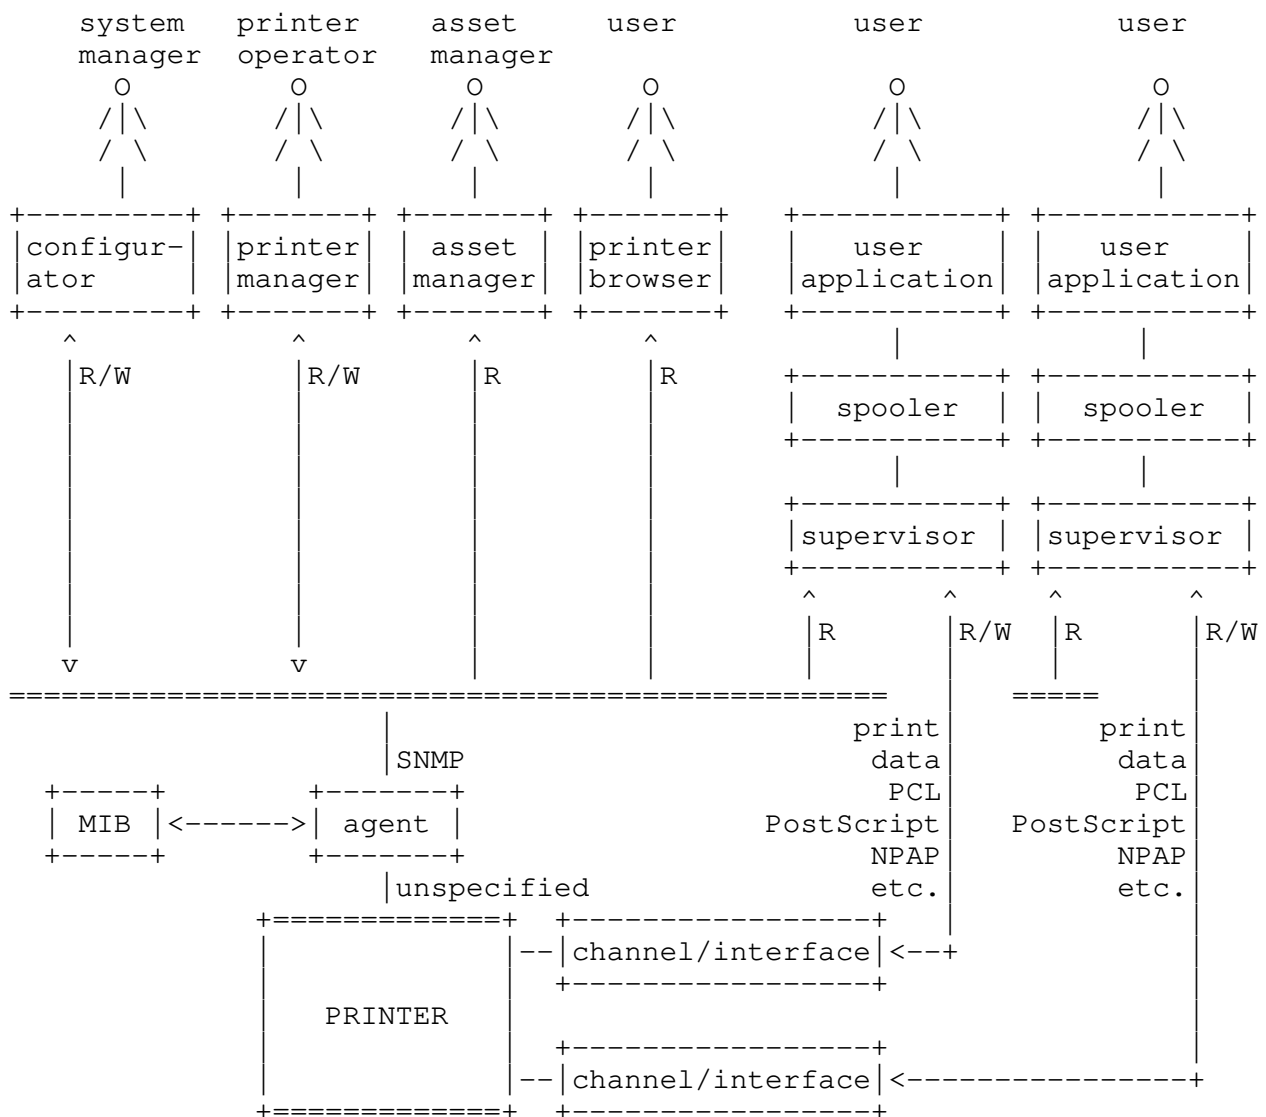 system printer asset user user user
manager operator manager
configur- printer asset printer user user
ator manager manager browser application application
R/W R/W R R
spooler spooler
supervisor supervisor
R R/W R R/W
print print
SNMP data data
PCL PCL
MIB agent PostScript PostScript
NPAP NPAP
unspecified etc. etc.
channel/interface
PRINTER
channel/interface